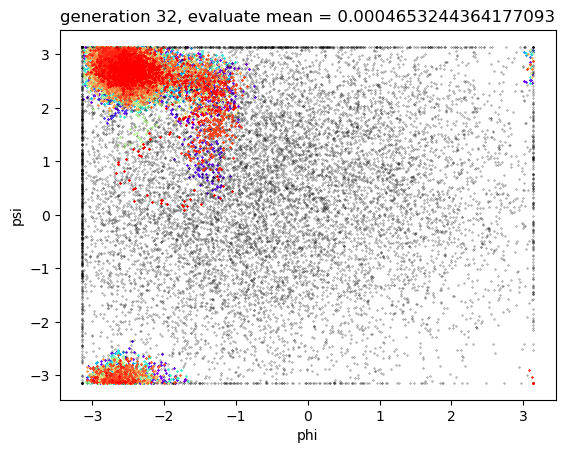 generation 32, evaluate mean = 0.0004653244364177093
3
2
1
0
−1
−2
−3
psi
−3 −2 −1 0 1 2 3
phi